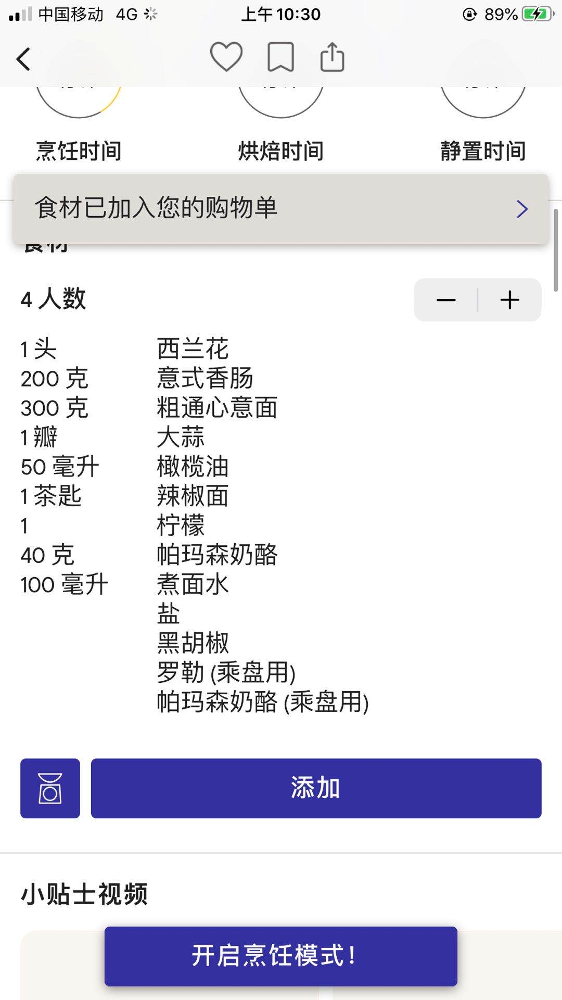 中国移动 4G 上午10:30 89%
烹饪时间 烘焙时间 静置时间
食材已加入您的购物单
食材
4 人数
1 头 西兰花
200 克 意式香肠
300 克 粗通心意面
1 瓣 大蒜
50 毫升 橄榄油
1 茶匙 辣椒面
1 柠檬
40 克 帕玛森奶酪
100 毫升 煮面水
盐
黑胡椒
罗勒 (乘盘用)
帕玛森奶酪 (乘盘用)
添加
小贴士视频
开启烹饪模式!